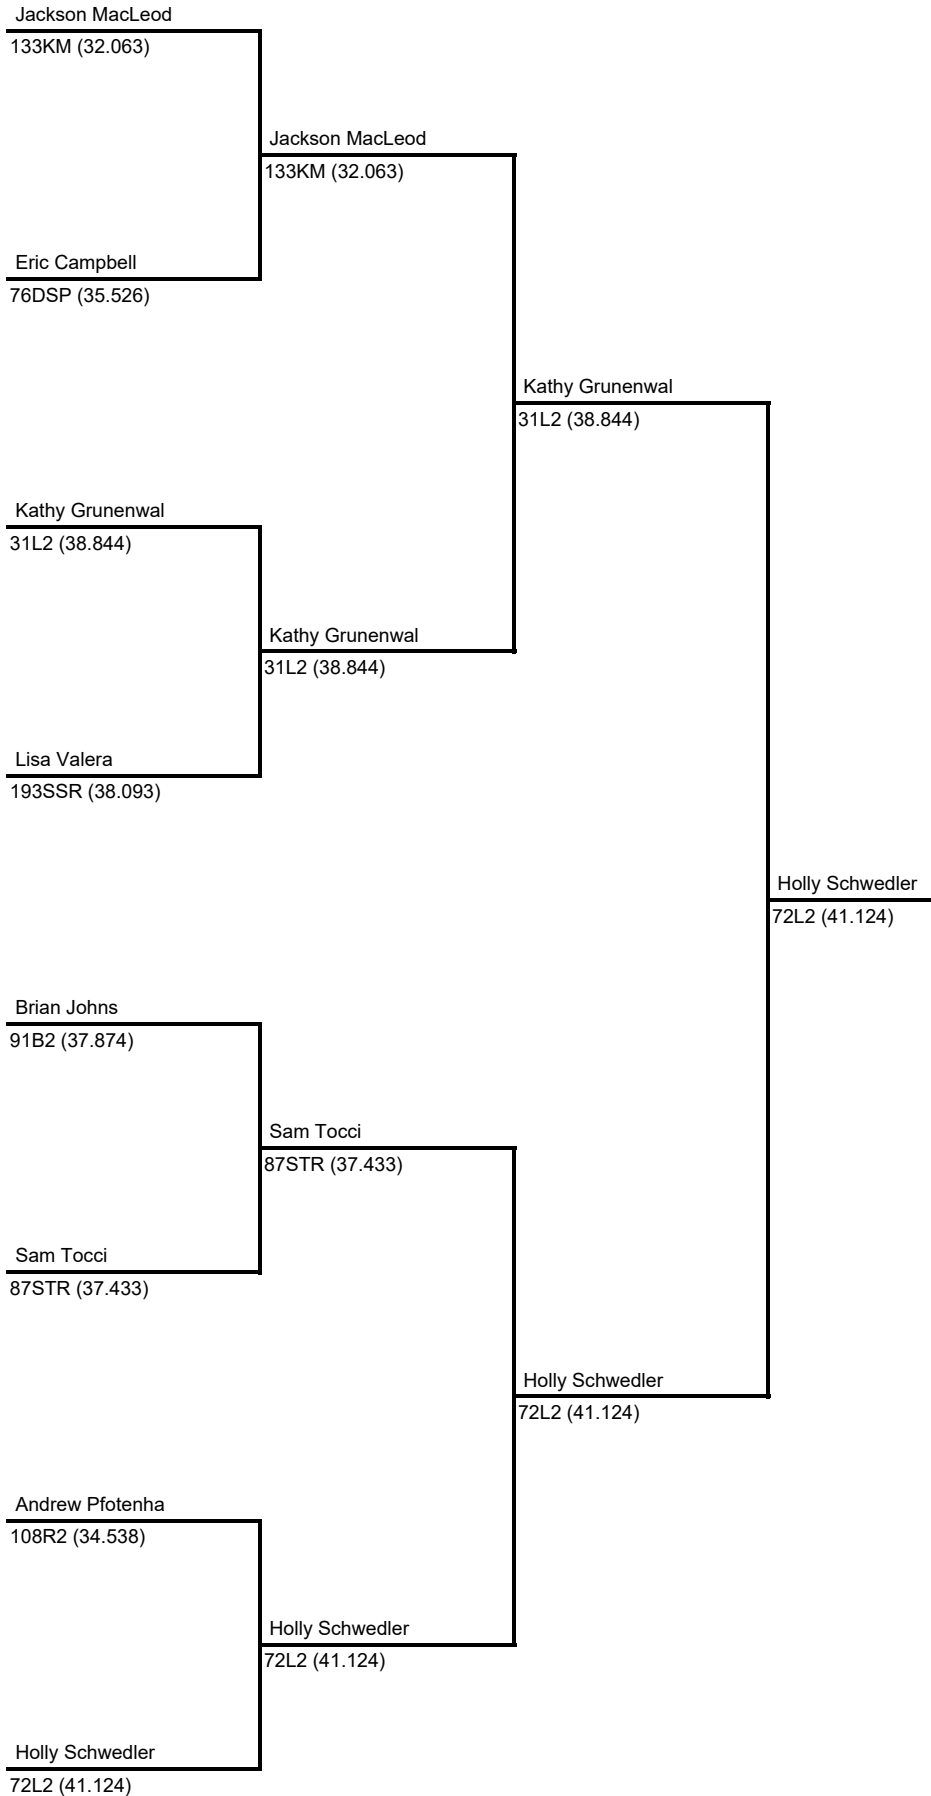 Jackson MacLeod
133KM (32.063)
Jackson MacLeod
133KM (32.063)
Eric Campbell
76DSP (35.526)
Kathy Grunenwal
31L2 (38.844)
Kathy Grunenwal
31L2 (38.844)
Kathy Grunenwal
31L2 (38.844)
Lisa Valera
193SSR (38.093)
Holly Schwedler
72L2 (41.124)
Brian Johns
91B2 (37.874)
Sam Tocci
87STR (37.433)
Sam Tocci
87STR (37.433)
Holly Schwedler
72L2 (41.124)
Andrew Pfotenha
108R2 (34.538)
Holly Schwedler
72L2 (41.124)
Holly Schwedler
72L2 (41.124)